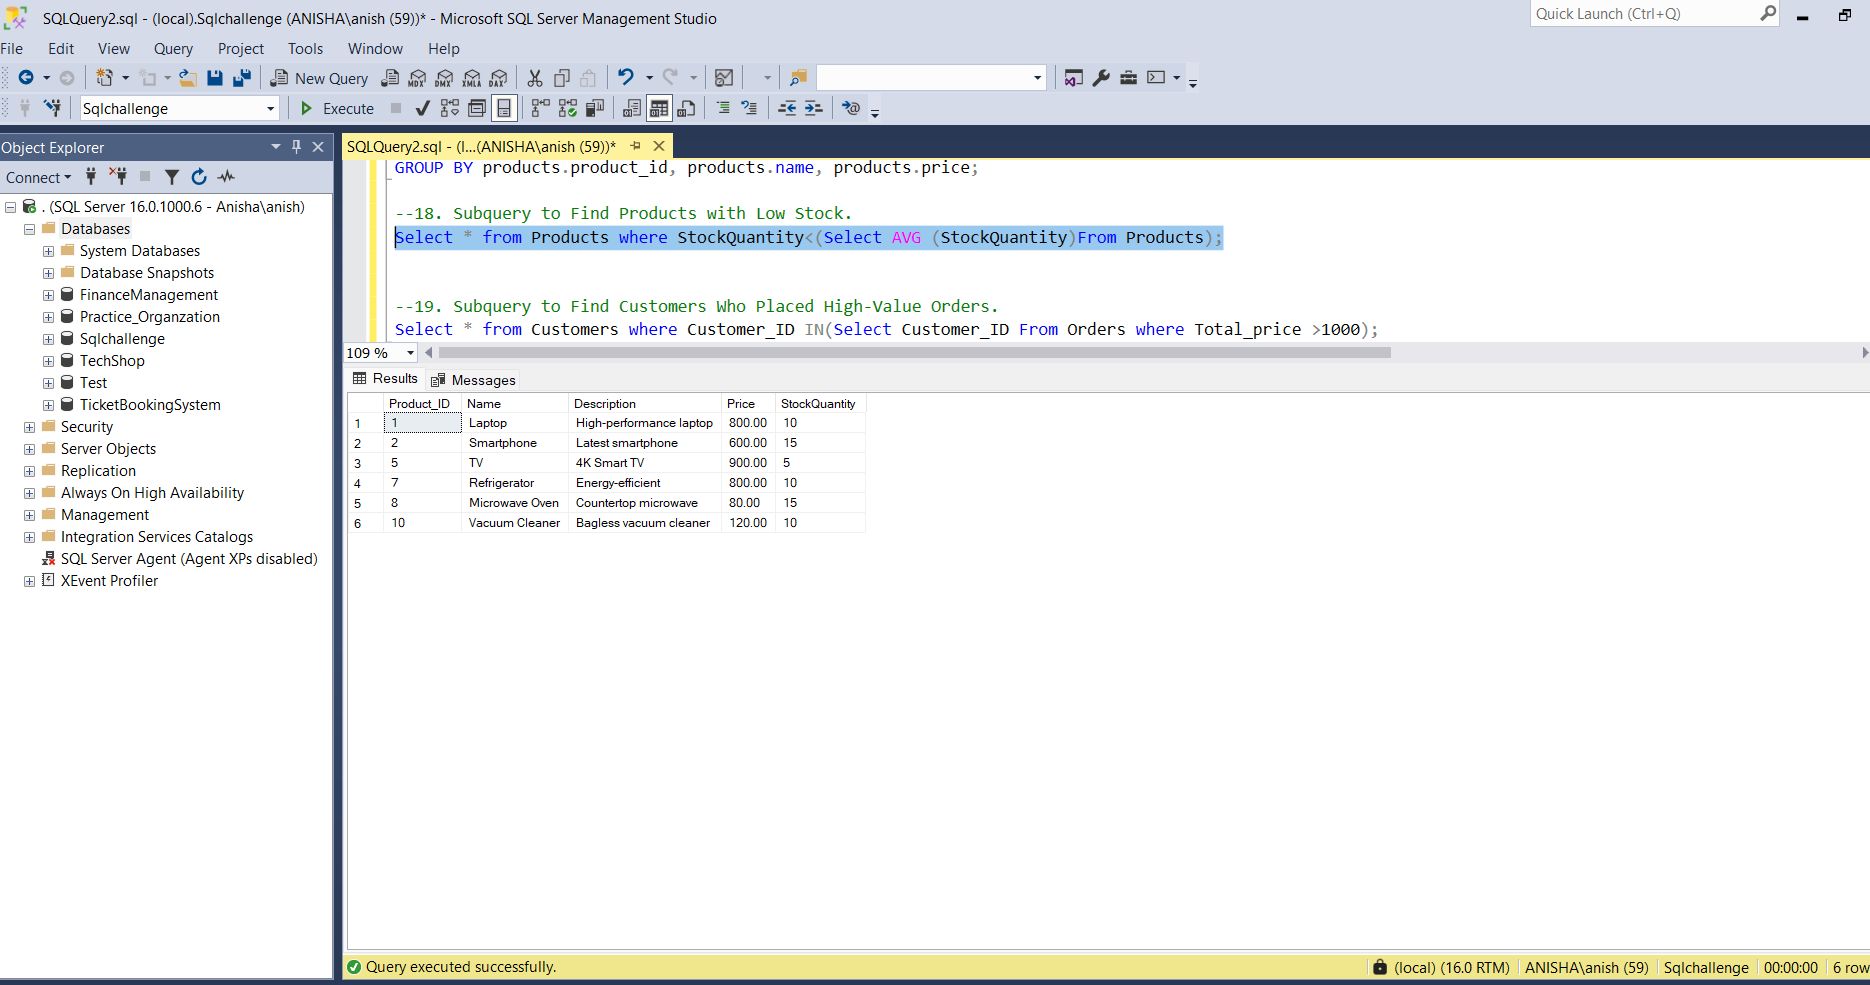 SQLQuery2.sql - (local).Sqlchallenge (ANISHA\anish (59))* - Microsoft SQL Server Management Studio
Quick Launch (Ctrl+Q)
File Edit View Query Project Tools Window Help
New Query MDX DMX XMLA DAX
Sqlchallenge Execute
Object Explorer
SQLQuery2.sql - (l...(ANISHA\anish (59))*
Connect
. (SQL Server 16.0.1000.6 - Anisha\anish)
Databases
System Databases
Database Snapshots
FinanceManagement
Practice_Organzation
Sqlchallenge
TechShop
Test
TicketBookingSystem
Security
Server Objects
Replication
Always On High Availability
Management
Integration Services Catalogs
SQL Server Agent (Agent XPs disabled)
XEvent Profiler
GROUP BY products.product_id, products.name, products.price;
--18. Subquery to Find Products with Low Stock.
Select * from Products where StockQuantity<(Select AVG (StockQuantity)From Products);
--19. Subquery to Find Customers Who Placed High-Value Orders.
Select * from Customers where Customer_ID IN(Select Customer_ID From Orders where Total_price >1000);
109 %
Results Messages
Product_ID Name Description Price StockQuantity
1 1 Laptop High-performance laptop 800.00 10
2 2 Smartphone Latest smartphone 600.00 15
3 5 TV 4K Smart TV 900.00 5
4 7 Refrigerator Energy-efficient 800.00 10
5 8 Microwave Oven Countertop microwave 80.00 15
6 10 Vacuum Cleaner Bagless vacuum cleaner 120.00 10
Query executed successfully. (local) (16.0 RTM) ANISHA\anish (59) Sqlchallenge 00:00:00 6 row